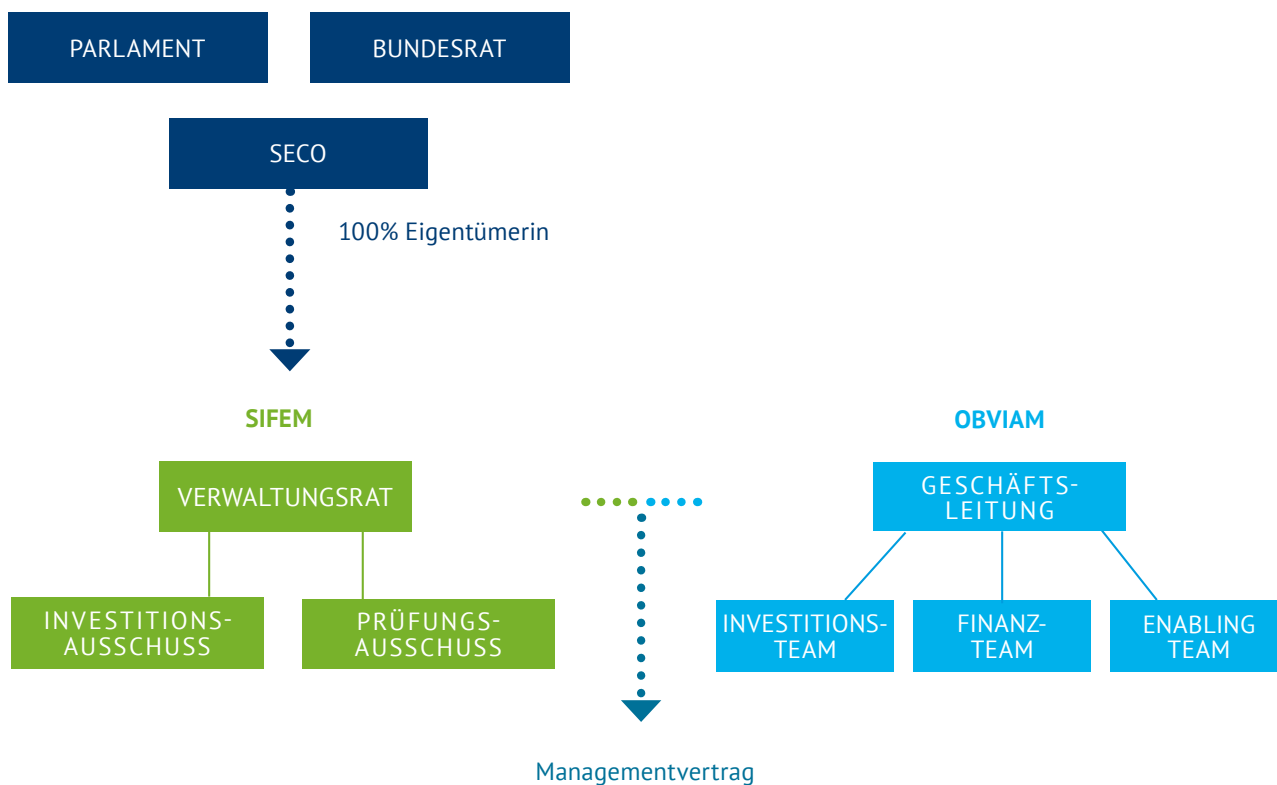 PARLAMENT
BUNDESRAT
SECO
100% Eigentümerin
SIFEM
VERWALTUNGSRAT
INVESTITIONS-
AUSSCHUSS
PRÜFUNGS-
AUSSCHUSS
OBVIAM
GESCHÄFTS-
LEITUNG
INVESTITIONS-
TEAM
FINANZ-
TEAM
ENABLING
TEAM
Managementvertrag